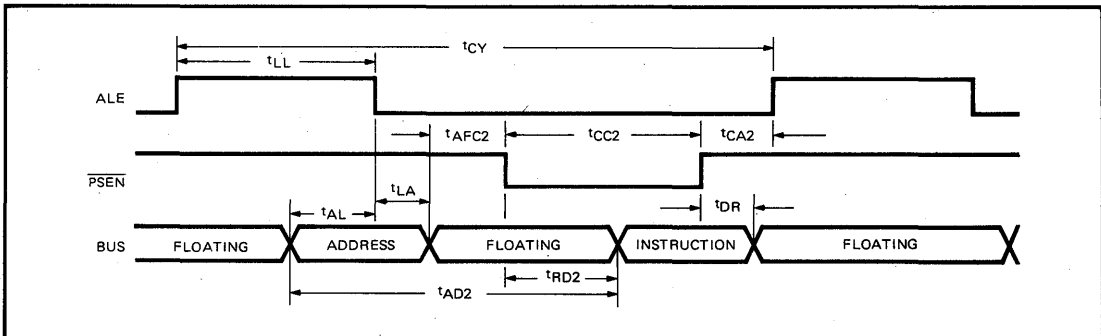 tCY
tLL
ALE
tAFC2 tCC2 tCA2
PSEN
tLA
tAL tDR
BUS FLOATING ADDRESS FLOATING INSTRUCTION FLOATING
tRD2
tAD2